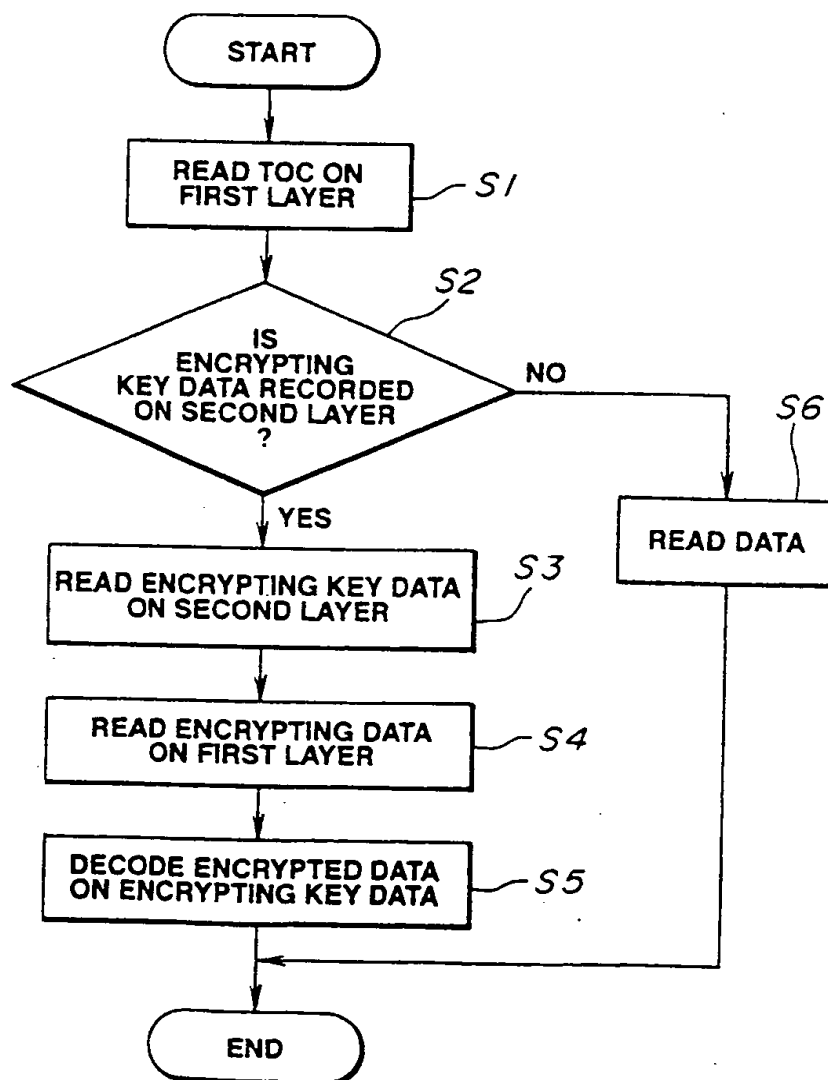 START
READ TOC ON
FIRST LAYER
S1
S2
IS
ENCRYPTING
KEY DATA RECORDED
ON SECOND LAYER
?
NO
S6
YES
READ DATA
READ ENCRYPTING KEY DATA
ON SECOND LAYER
S3
READ ENCRYPTING DATA
ON FIRST LAYER
S4
DECODE ENCRYPTED DATA
ON ENCRYPTING KEY DATA
S5
END